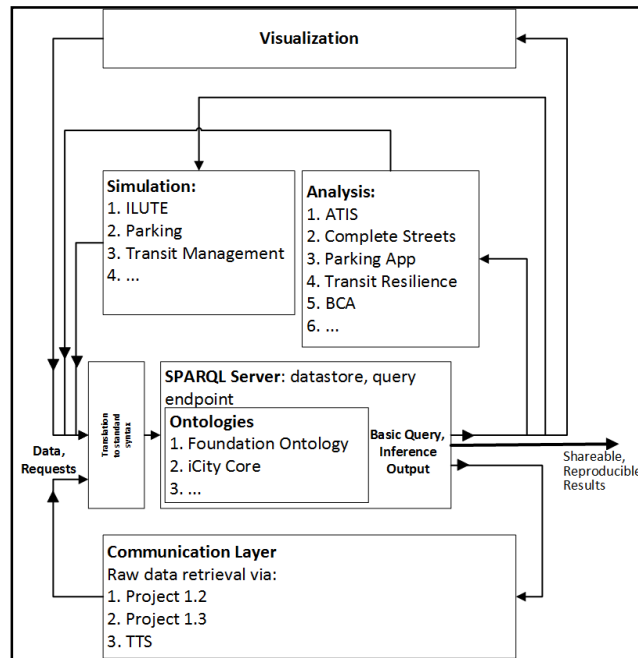 Visualization
Simulation:
1. ILUTE
2. Parking
3. Transit Management
4. ...
Analysis:
1. ATIS
2. Complete Streets
3. Parking App
4. Transit Resilience
5. BCA
6. ...
Data,
Requests
Translation
to standard
syntax
SPARQL Server: datastore, query
endpoint
Ontologies
1. Foundation Ontology
2. iCity Core
3. ...
Basic Query,
Inference
Output
Shareable,
Reproducible
Results
Communication Layer
Raw data retrieval via:
1. Project 1.2
2. Project 1.3
3. TTS